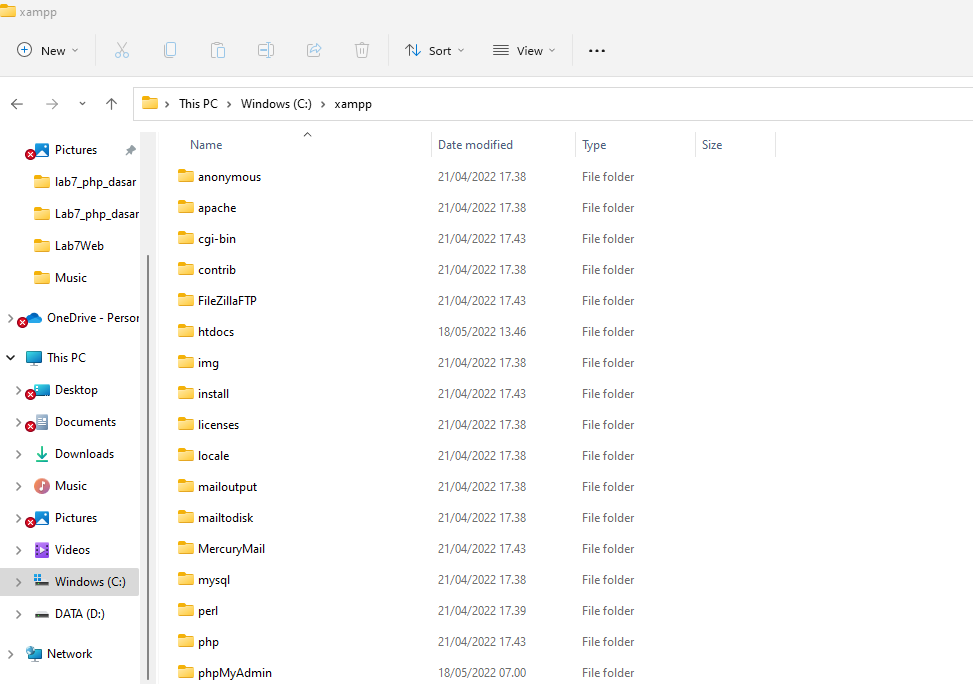 xampp
New
Sort
View
This PC > Windows (C:) > xampp
Pictures
lab7_php_dasar
Lab7_php_dasar
Lab7Web
Music
OneDrive - Person
This PC
Desktop
Documents
Downloads
Music
Pictures
Videos
Windows (C:)
DATA (D:)
Network
Name Date modified Type Size
anonymous 21/04/2022 17.38 File folder
apache 21/04/2022 17.38 File folder
cgi-bin 21/04/2022 17.43 File folder
contrib 21/04/2022 17.38 File folder
FileZillaFTP 21/04/2022 17.43 File folder
htdocs 18/05/2022 13.46 File folder
img 21/04/2022 17.38 File folder
install 21/04/2022 17.43 File folder
licenses 21/04/2022 17.38 File folder
locale 21/04/2022 17.38 File folder
mailoutput 21/04/2022 17.38 File folder
mailtodisk 21/04/2022 17.38 File folder
MercuryMail 21/04/2022 17.43 File folder
mysql 21/04/2022 17.38 File folder
perl 21/04/2022 17.39 File folder
php 21/04/2022 17.43 File folder
phpMyAdmin 18/05/2022 07.00 File folder